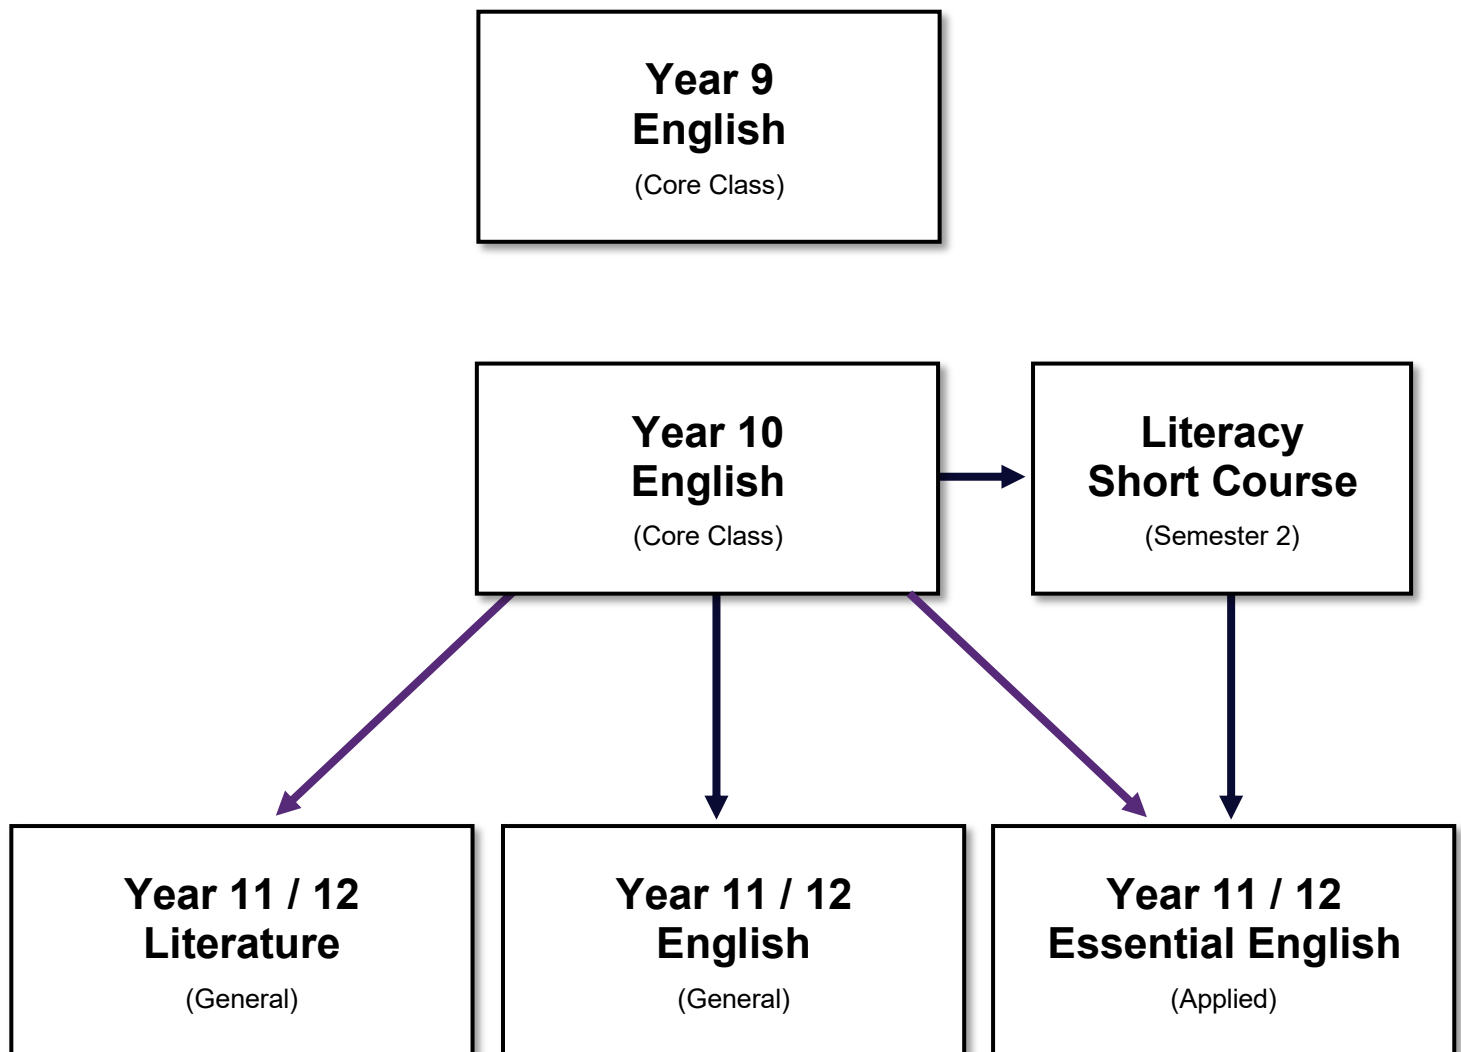 Year 9
English
(Core Class)
Year 10
English
(Core Class)
Literacy
Short Course
(Semester 2)
Year 11 / 12
Literature
(General)
Year 11 / 12
English
(General)
Year 11 / 12
Essential English
(Applied)